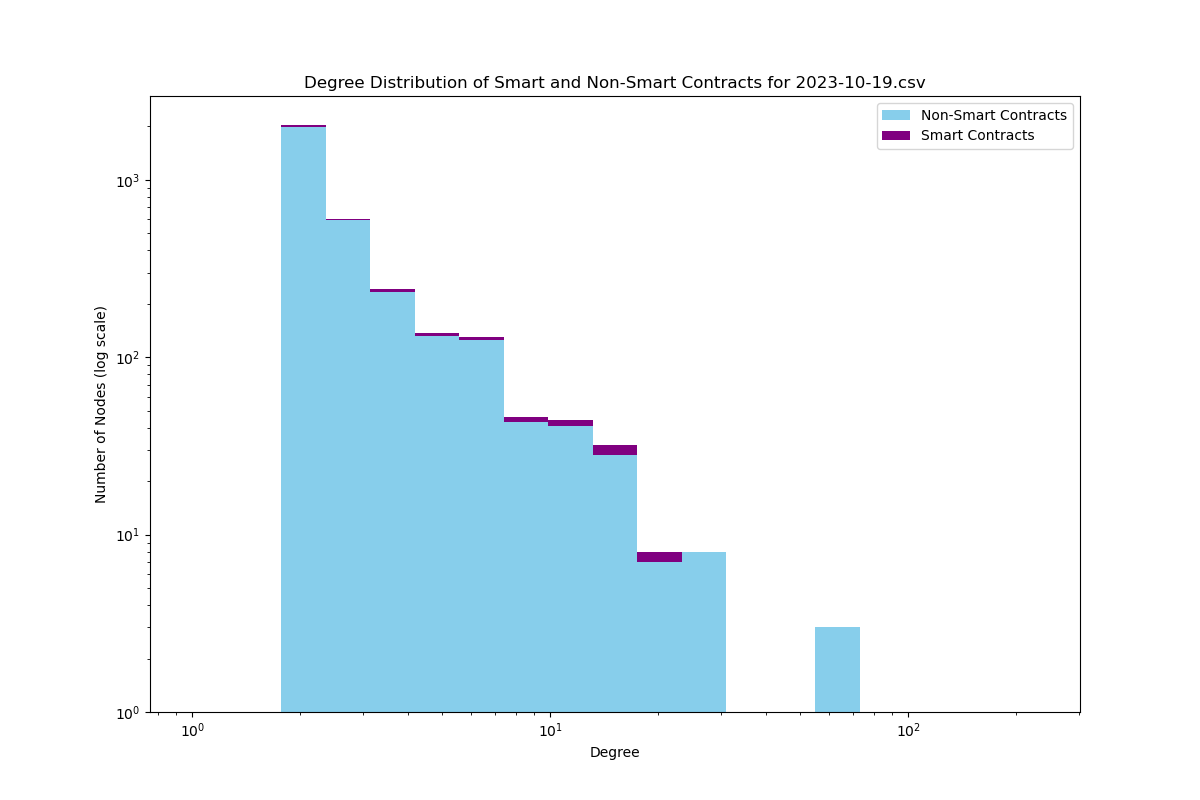 Degree Distribution of Smart and Non-Smart Contracts for 2023-10-19.csv
Non-Smart Contracts
Smart Contracts
Number of Nodes (log scale)
10³
10²
10¹
10⁰
10⁰ 10¹ 10²
Degree